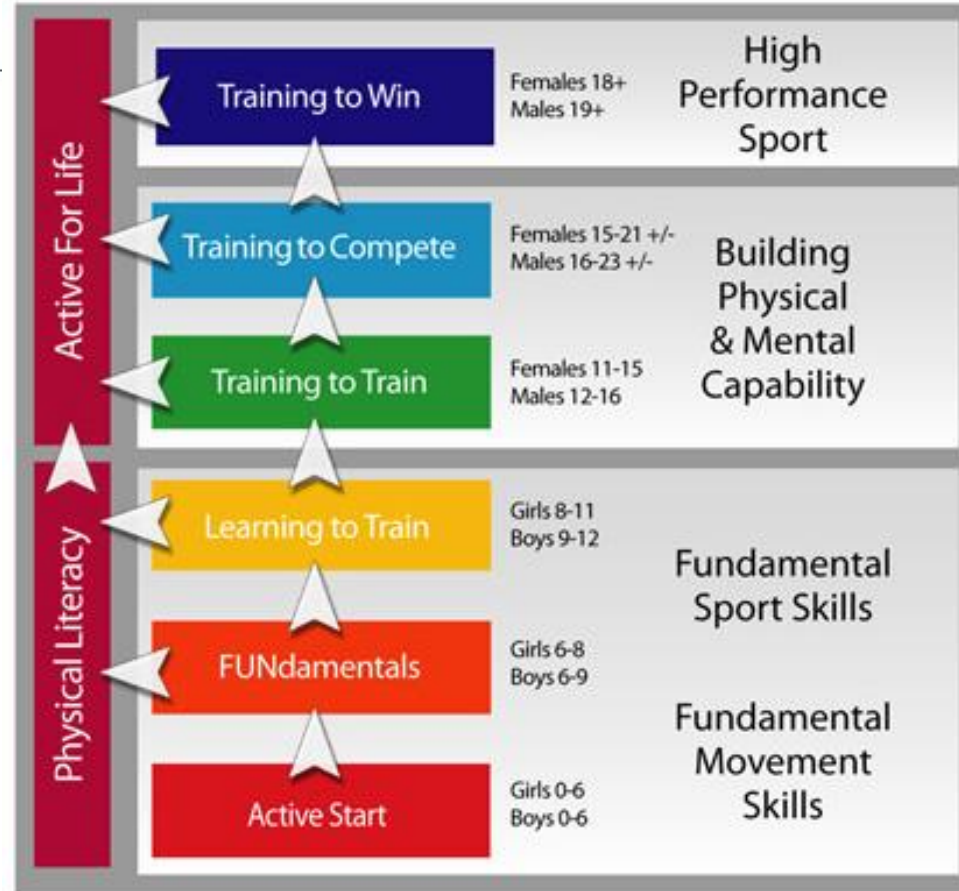 Active For Life
Physical Literacy
Training to Win
Females 18+
Males 19+
High
Performance
Sport
Training to Compete
Females 15-21 +/-
Males 16-23 +/-
Training to Train
Females 11-15
Males 12-16
Building
Physical
& Mental
Capability
Learning to Train
Girls 8-11
Boys 9-12
Fundamental
Sport Skills
FUNdamentals
Girls 6-8
Boys 6-9
Fundamental
Movement
Skills
Active Start
Girls 0-6
Boys 0-6